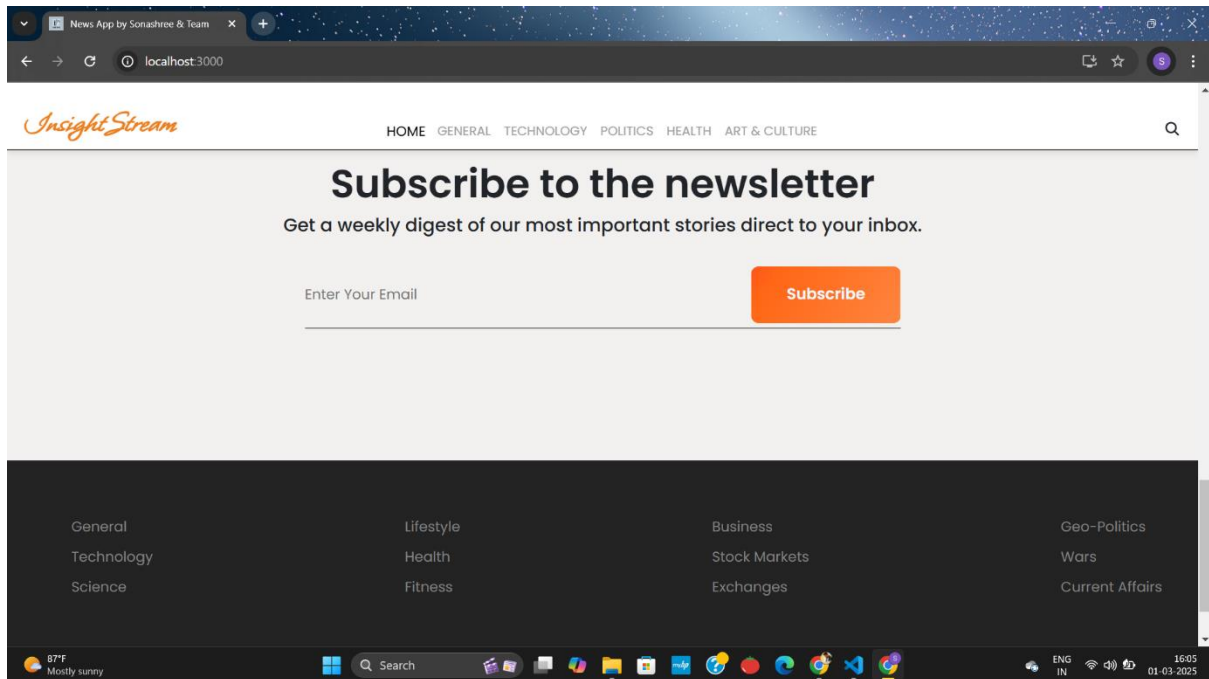 News App by Sonashree & Team
localhost:3000
InsightStream
HOME GENERAL TECHNOLOGY POLITICS HEALTH ART & CULTURE
Subscribe to the newsletter
Get a weekly digest of our most important stories direct to your inbox.
Enter Your Email
Subscribe
General Lifestyle Business Geo-Politics
Technology Health Stock Markets Wars
Science Fitness Exchanges Current Affairs
87°F
Mostly sunny
Search
ENG
IN
16:05
01-03-2025